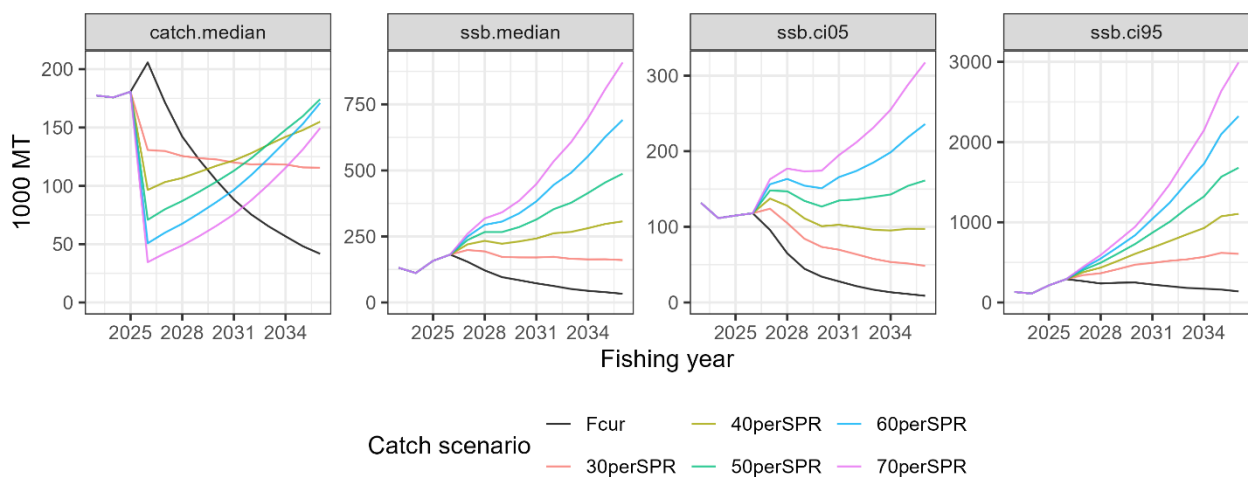 catch.median ssb.median ssb.ci05 ssb.ci95
1000 MT
200
150
100
50
0
750
500
250
0
300
200
100
0
3000
2000
1000
0
2025 2028 2031 2034 2025 2028 2031 2034 2025 2028 2031 2034 2025 2028 2031 2034
Fishing year
Catch scenario
Fcur 40perSPR 60perSPR
30perSPR 50perSPR 70perSPR